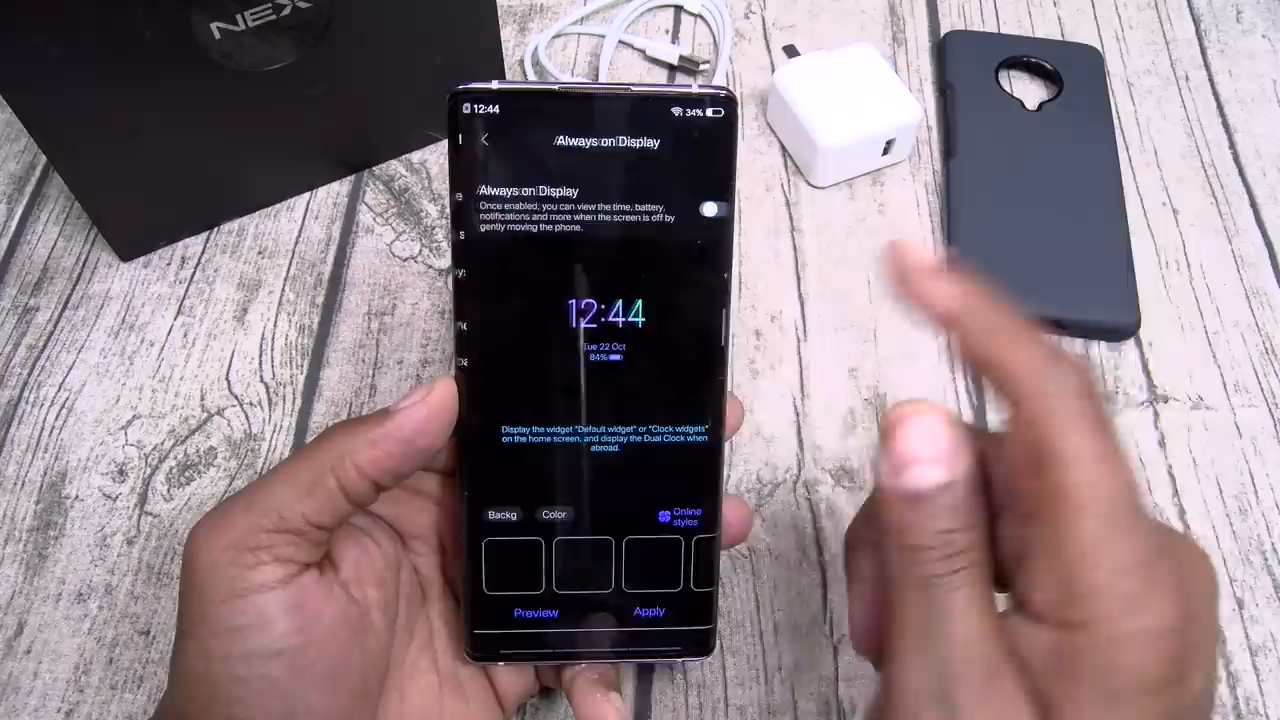 NEX
12:44
34%
Always on Display
Always on Display
Once enabled, you can view the time, battery,
notifications and more when the screen is off by
gently moving the phone.
12:44
Tue 22 Oct
84%
Display the widget "Default widget" or "Clock widgets"
on the home screen, and display the Dual Clock when
abroad.
Backg
Color
Online
styles
Preview
Apply